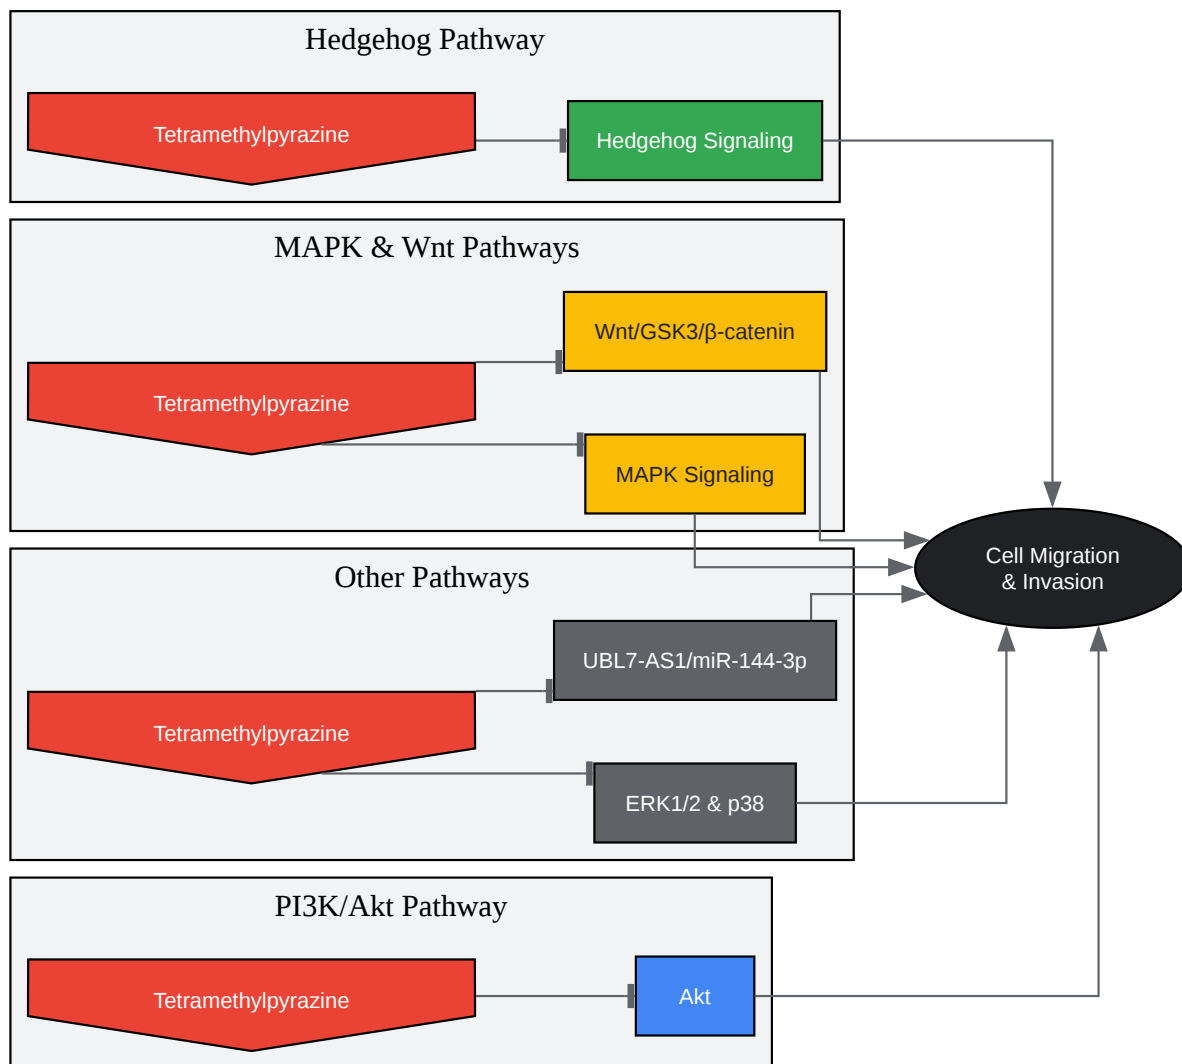 Hedgehog Pathway
Tetramethylpyrazine
Hedgehog Signaling
MAPK & Wnt Pathways
Wnt/GSK3/β-catenin
Tetramethylpyrazine
MAPK Signaling
Cell Migration
& Invasion
Other Pathways
UBL7-AS1/miR-144-3p
Tetramethylpyrazine
ERK1/2 & p38
PI3K/Akt Pathway
Tetramethylpyrazine
Akt